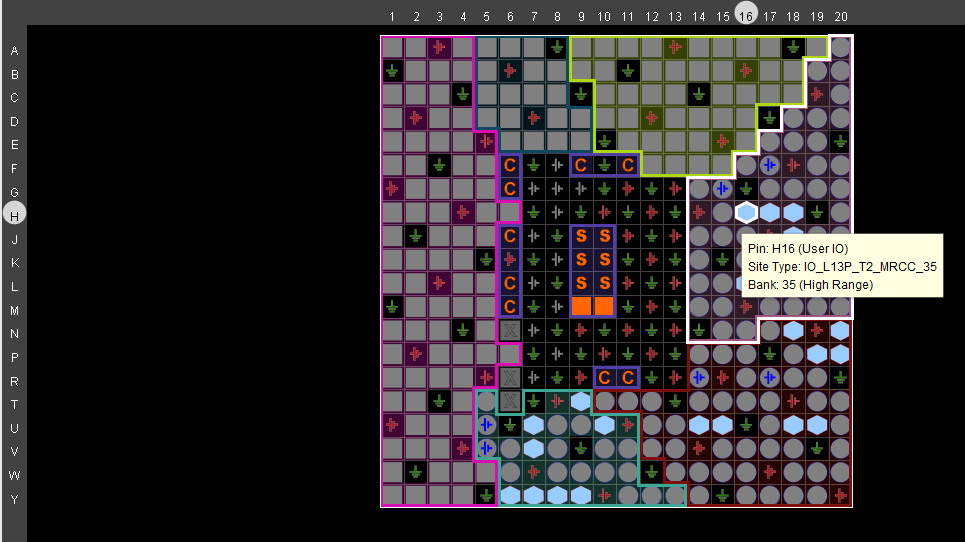 1 2 3 4 5 6 7 8 9 10 11 12 13 14 15 16 17 18 19 20
A
B
C
D
E
F C C C
G C
H
J C S S
K S S
L C S S
M C
N X
P
R X C C
T X
U
V
W
Y
Pin: H16 (User IO)
Site Type: IO_L13P_T2_MRCC_35
Bank: 35 (High Range)